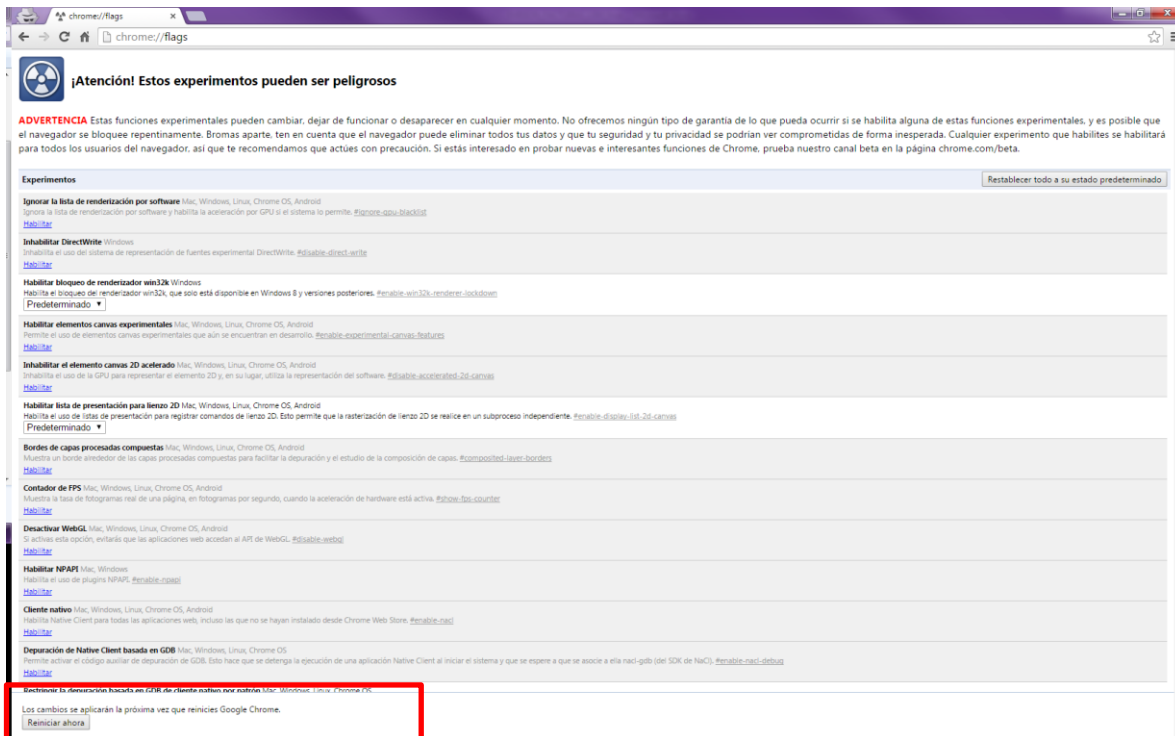 chrome://flags
chrome://flags
¡Atención! Estos experimentos pueden ser peligrosos
ADVERTENCIA Estas funciones experimentales pueden cambiar, dejar de funcionar o desaparecer en cualquier momento. No ofrecemos ningún tipo de garantía de lo que pueda ocurrir si se habilita alguna de estas funciones experimentales, y es posible que
el navegador se bloquee repentinamente. Bromas aparte, ten en cuenta que el navegador puede eliminar todos tus datos y que tu seguridad y tu privacidad se podrían ver comprometidas de forma inesperada. Cualquier experimento que habilites se habilitará
para todos los usuarios del navegador, así que te recomendamos que actúes con precaución. Si estás interesado en probar nuevas e interesantes funciones de Chrome, prueba nuestro canal beta en la página chrome.com/beta.
Experimentos
Restablecer todo a su estado predeterminado
Ignorar la lista de renderización por software Mac, Windows, Linux, Chrome OS, Android
Ignora la lista de renderización por software y habilita la aceleración por GPU si el sistema lo permite. #ignore-gpu-blacklist
Habilitar
Inhabilitar DirectWrite Windows
Inhabilita el uso del sistema de representación de fuentes experimental DirectWrite. #disable-direct-write
Habilitar
Habilitar bloqueo de renderizador win32k Windows
Habilita el bloqueo del renderizador win32k, que solo está disponible en Windows 8 y versiones posteriores. #enable-win32k-renderer-lockdown
Predeterminado
Habilitar elementos canvas experimentales Mac, Windows, Linux, Chrome OS, Android
Permite el uso de elementos canvas experimentales que aún se encuentran en desarrollo. #enable-experimental-canvas-features
Habilitar
Inhabilitar el elemento canvas 2D acelerado Mac, Windows, Linux, Chrome OS, Android
Inhabilita el uso de la GPU para representar el elemento 2D y, en su lugar, utiliza la representación del software. #disable-accelerated-2d-canvas
Habilitar
Habilitar lista de presentación para lienzo 2D Mac, Windows, Linux, Chrome OS, Android
Habilita el uso de listas de presentación para registrar comandos de lienzo 2D. Esto permite que la rasterización de lienzo 2D se realice en un subproceso independiente. #enable-display-list-2d-canvas
Predeterminado
Bordes de capas procesadas compuestas Mac, Windows, Linux, Chrome OS, Android
Muestra un borde alrededor de las capas procesadas compuestas para facilitar la depuración y el estudio de la composición de capas. #composited-layer-borders
Habilitar
Contador de FPS Mac, Windows, Linux, Chrome OS, Android
Muestra la tasa de fotogramas real de una página, en fotogramas por segundo, cuando la aceleración de hardware está activa. #show-fps-counter
Habilitar
Desactivar WebGL Mac, Windows, Linux, Chrome OS, Android
Si activas esta opción, evitarás que las aplicaciones web accedan al API de WebGL. #disable-webgl
Habilitar
Habilitar NPAPI Mac, Windows
Habilita el uso de plugins NPAPI. #enable-npapi
Habilitar
Cliente nativo Mac, Windows, Linux, Chrome OS, Android
Habilita Native Client para todas las aplicaciones web, incluso las que no se hayan instalado desde Chrome Web Store. #enable-nacl
Habilitar
Depuración de Native Client basada en GDB Mac, Windows, Linux, Chrome OS
Permite activar el código auxiliar de depuración de GDB. Esto hace que se detenga la ejecución de una aplicación Native Client al iniciar el sistema y que se espere a que se asocie a ella nacl-gdb (del SDK de NaCl). #enable-nacl-debug
Habilitar
Restringir la depuración basada en GDB de cliente nativo por patrón Mac, Windows, Linux, Chrome OS
Los cambios se aplicarán la próxima vez que reinicies Google Chrome.
Reiniciar ahora